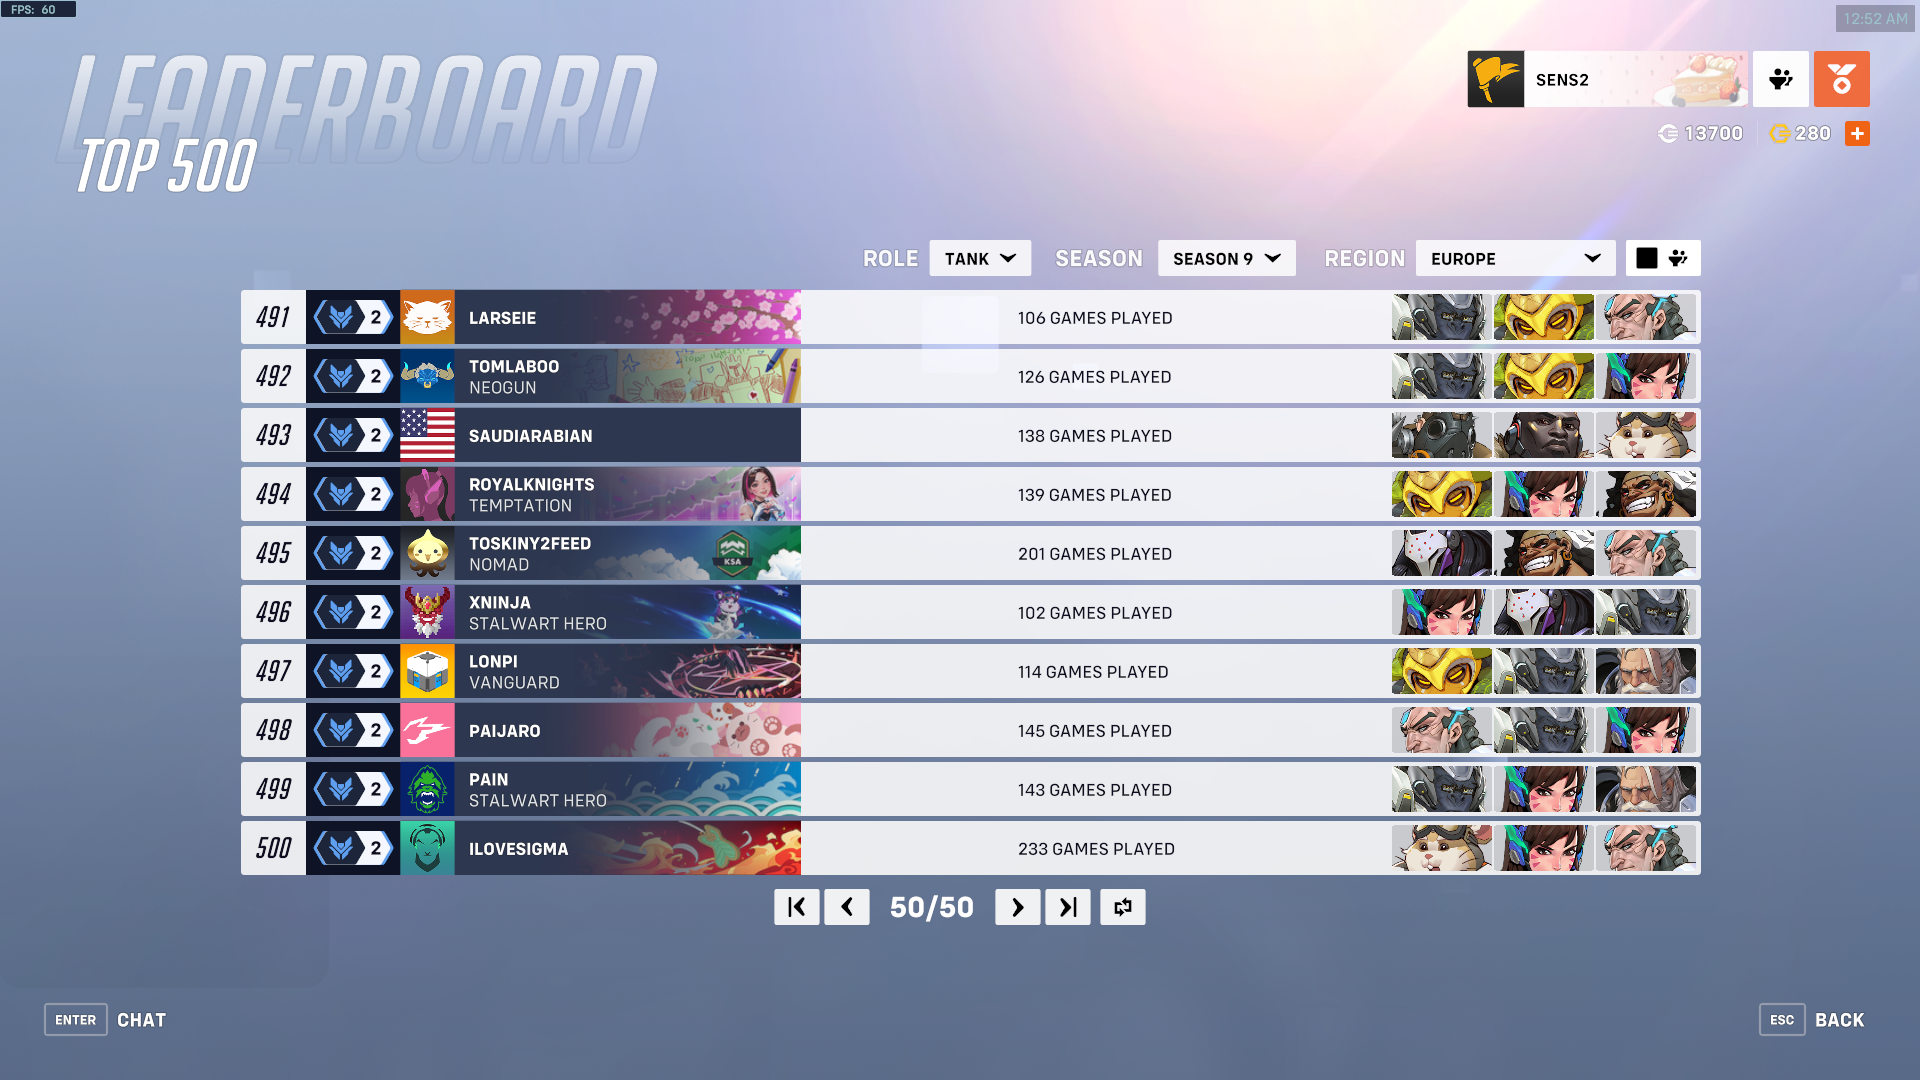 FPS: 60
12:52 AM
LEADERBOARD
TOP 500
SENS2
13700
280
ROLE TANK SEASON SEASON 9 REGION EUROPE
491 2 LARSEIE 106 GAMES PLAYED
492 2 TOMLABOO 126 GAMES PLAYED
NEOGUN
493 2 SAUDIARABIAN 138 GAMES PLAYED
494 2 ROYALKNIGHTS 139 GAMES PLAYED
TEMPTATION
495 2 TOSKINY2FEED 201 GAMES PLAYED
NOMAD
KSA
496 2 XNINJA 102 GAMES PLAYED
STALWART HERO
497 2 LONPI 114 GAMES PLAYED
VANGUARD
498 2 PAIJARO 145 GAMES PLAYED
499 2 PAIN 143 GAMES PLAYED
STALWART HERO
500 2 ILOVESIGMA 233 GAMES PLAYED
50/50
ENTER CHAT
ESC BACK